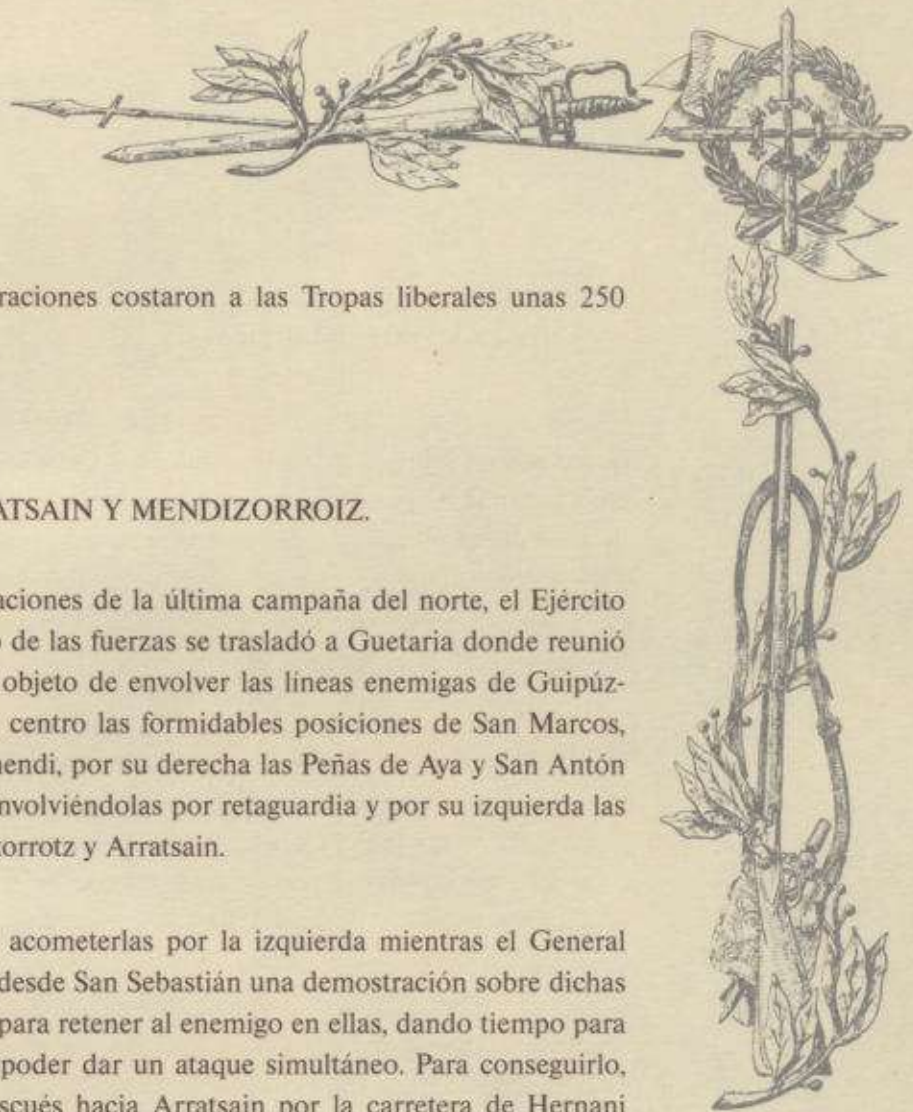 raciones costaron a las Tropas liberales unas 250
ATSAIN Y MENDIZORROIZ.
aciones de la última campaña del norte, el Ejército
o de las fuerzas se trasladó a Guetaria donde reunió
objeto de envolver las líneas enemigas de Guipúz-
centro las formidables posiciones de San Marcos,
nendi, por su derecha las Peñas de Aya y San Antón
envolviéndolas por retaguardia y por su izquierda las
zorrotz y Arratsain.
acometerlas por la izquierda mientras el General
desde San Sebastián una demostración sobre dichas
para retener al enemigo en ellas, dando tiempo para
poder dar un ataque simultáneo. Para conseguirlo,
scués hacia Arratsain por la carretera de Hernani